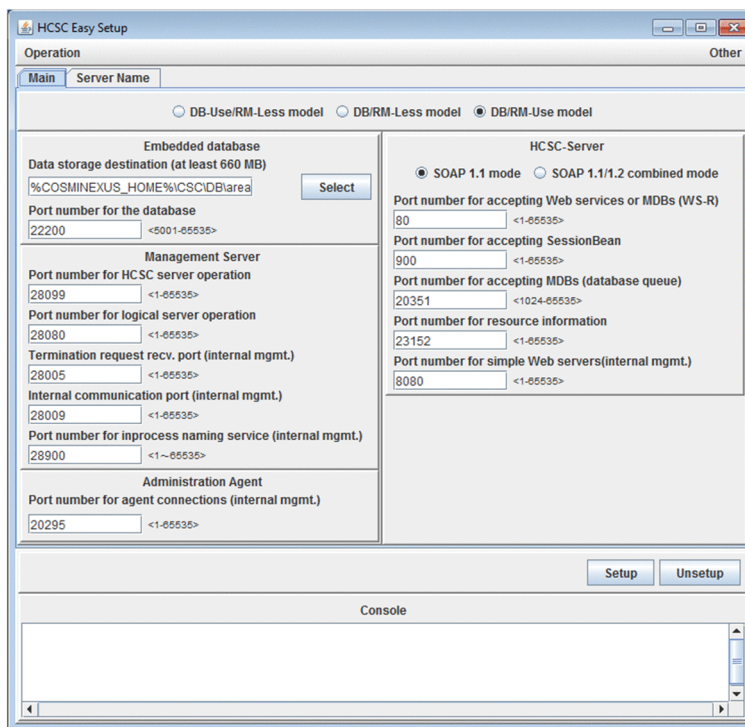 HCSC Easy Setup
Operation
Other
Main
Server Name
DB-Use/RM-Less model
DB/RM-Less model
DB/RM-Use model
Embedded database
Data storage destination (at least 660 MB)
%COSMINEXUS_HOME%\CSC\DB\area
Select
Port number for the database
22200 <5001-65535>
Management Server
Port number for HCSC server operation
28099 <1-65535>
Port number for logical server operation
28080 <1-65535>
Termination request recv. port (internal mgmt.)
28005 <1-65535>
Internal communication port (internal mgmt.)
28009 <1-65535>
Port number for inprocess naming service (internal mgmt.)
28900 <1~65535>
Administration Agent
Port number for agent connections (internal mgmt.)
20295 <1-65535>
HCSC-Server
SOAP 1.1 mode
SOAP 1.1/1.2 combined mode
Port number for accepting Web services or MDBs (WS-R)
80 <1-65535>
Port number for accepting SessionBean
900 <1-65535>
Port number for accepting MDBs (database queue)
20351 <1024-65535>
Port number for resource information
23152 <1-65535>
Port number for simple Web servers(internal mgmt.)
8080 <1-65535>
Setup
Unsetup
Console